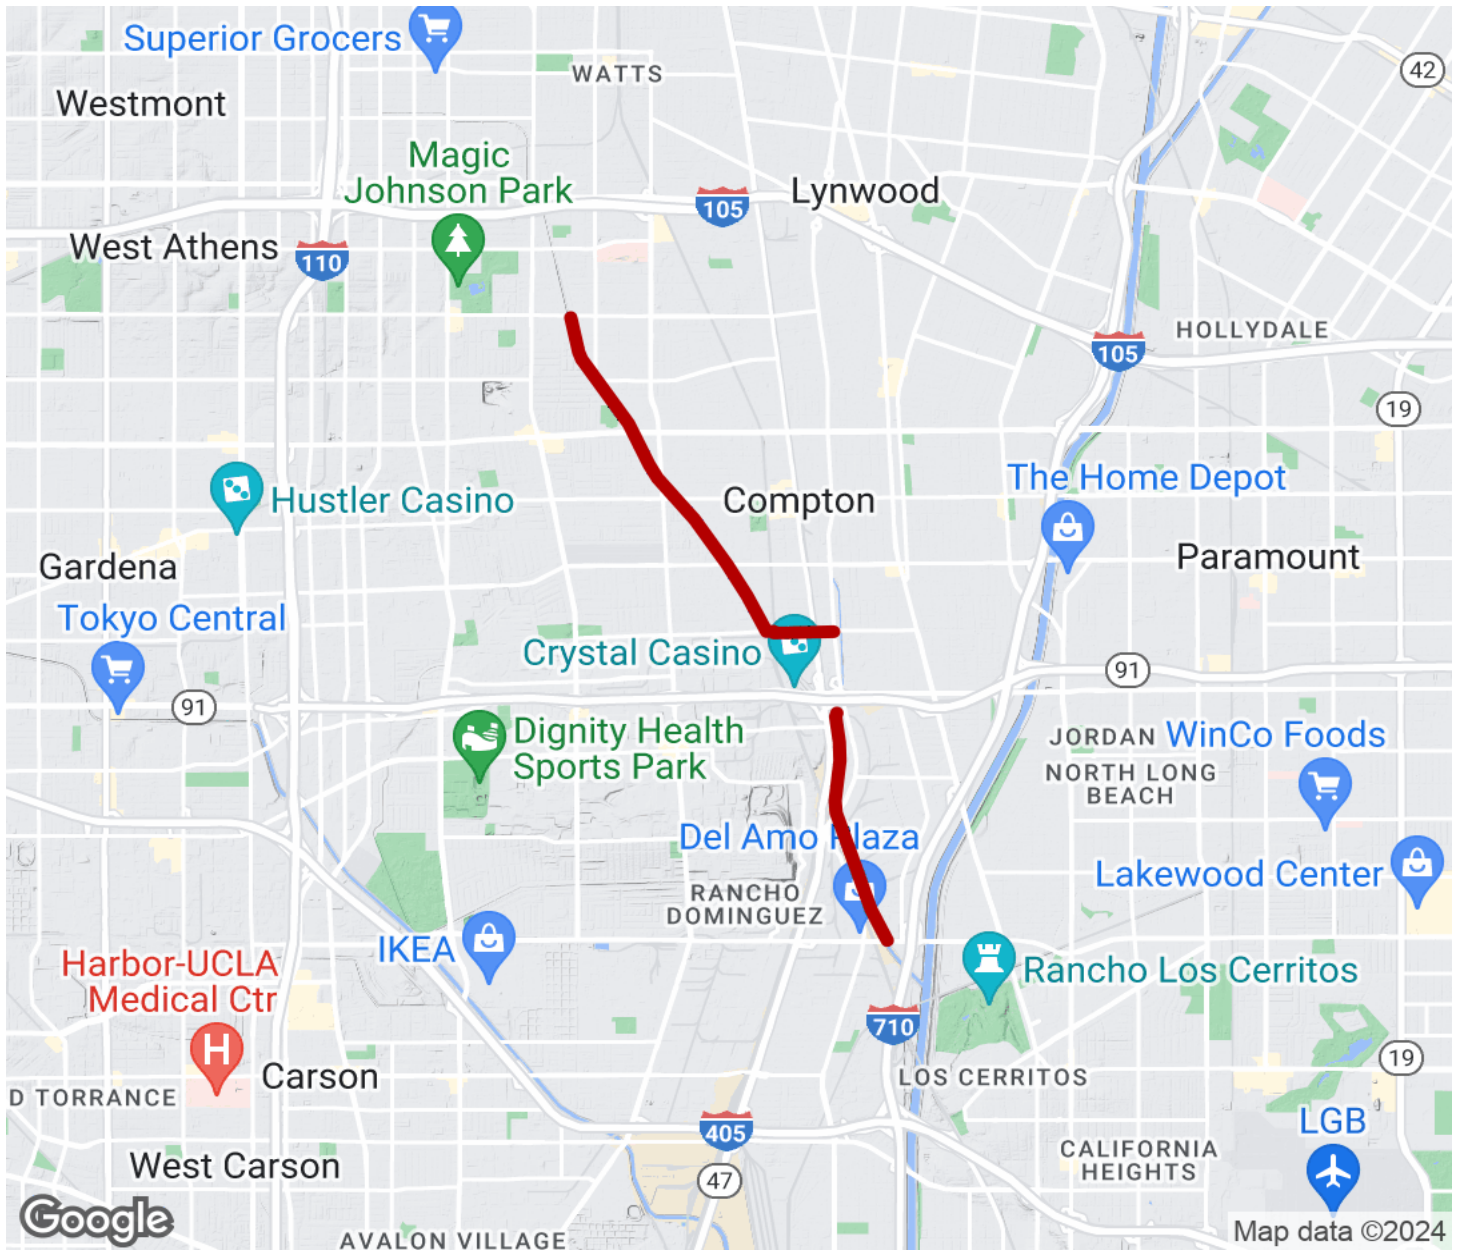 Superior Grocers
WATTS
42
Westmont
Magic
Johnson Park
105
Lynwood
West Athens
110
HOLLYDALE
105
19
The Home Depot
Hustler Casino
Compton
Gardena
Paramount
Tokyo Central
Crystal Casino
91
91
Dignity Health
Sports Park
JORDAN
WinCo Foods
NORTH LONG
BEACH
Del Amo Plaza
Lakewood Center
RANCHO
DOMINGUEZ
IKEA
Harbor-UCLA
Medical Ctr
H
Rancho Los Cerritos
710
19
Carson
LOS CERRITOS
D TORRANCE
405
LGB
CALIFORNIA
HEIGHTS
West Carson
47
Google
AVALON VILLAGE
Map data ©2024